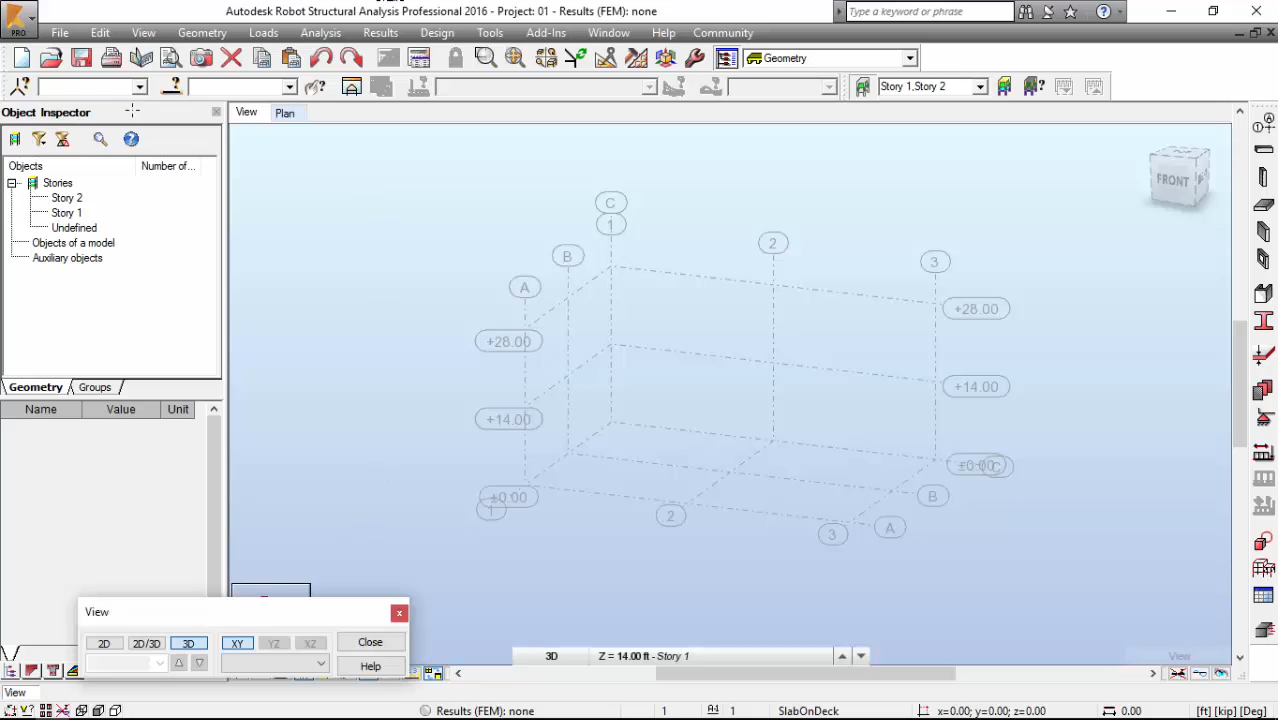 Autodesk Robot Structural Analysis Professional 2016 - Project: 01 - Results (FEM): none
Type a keyword or phrase
PRO
File Edit View Geometry Loads Analysis Results Design Tools Add-Ins Window Help Community
Geometry
Story 1.Story 2
Object Inspector
View Plan
Objects Number of...
Stories
Story 2
Story 1
Undefined
Objects of a model
Auxiliary objects
Geometry Groups
Name Value Unit
FRONT
C
1
B
2
A
3
+28.00
+28.00
+14.00
+14.00
±0.00
±0.00
C
B
2
3
A
View
2D 2D/3D 3D XY YZ XZ Close
Help
3D Z = 14.00 ft - Story 1
View
View
Results (FEM): none 1 1 SlabOnDeck x=0.00; y=0.00; z=0.00 0.00 [ft] [kip] [Deg]